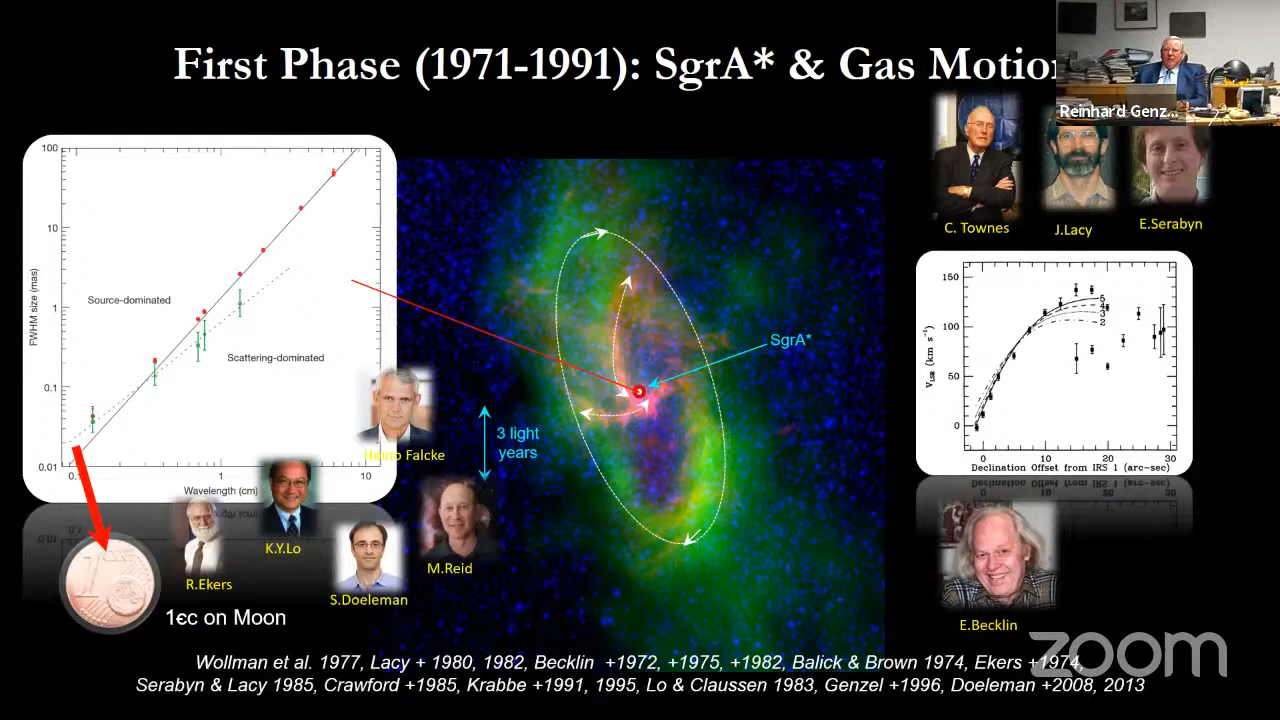 First Phase (1971-1991): SgrA* & Gas Motion
Reinhard Genz...
C. Townes
J.Lacy
E.Serabyn
100
10
1
0.1
0.01
FWHM size (mas)
Source-dominated
Scattering-dominated
0.1
1
10
Wavelength (cm)
SgrA*
3 light
years
150
100
50
0
V_LSR (km s⁻¹)
5
4
3
2
0
10
20
30
Declination Offset from IRS 1 (arc-sec)
Heino Falcke
K.Y.Lo
R.Ekers
S.Doeleman
M.Reid
E.Becklin
1 CENT
1єc on Moon
zoom
Wollman et al. 1977, Lacy + 1980, 1982, Becklin +1972, +1975, +1982, Balick & Brown 1974, Ekers +1974,
Serabyn & Lacy 1985, Crawford +1985, Krabbe +1991, 1995, Lo & Claussen 1983, Genzel +1996, Doeleman +2008, 2013